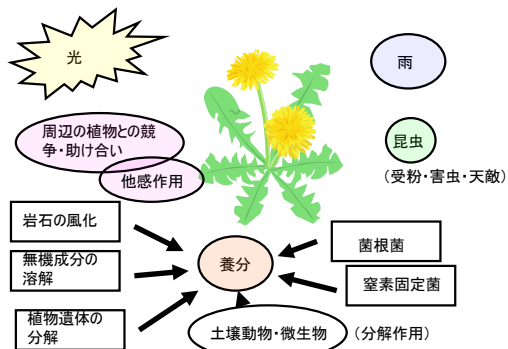 光
雨
周辺の植物との競
争・助け合い
他感作用
昆虫
（受粉・害虫・天敵）
岩石の風化
無機成分の
溶解
植物遺体の
分解
養分
菌根菌
窒素固定菌
土壌動物・微生物
（分解作用）